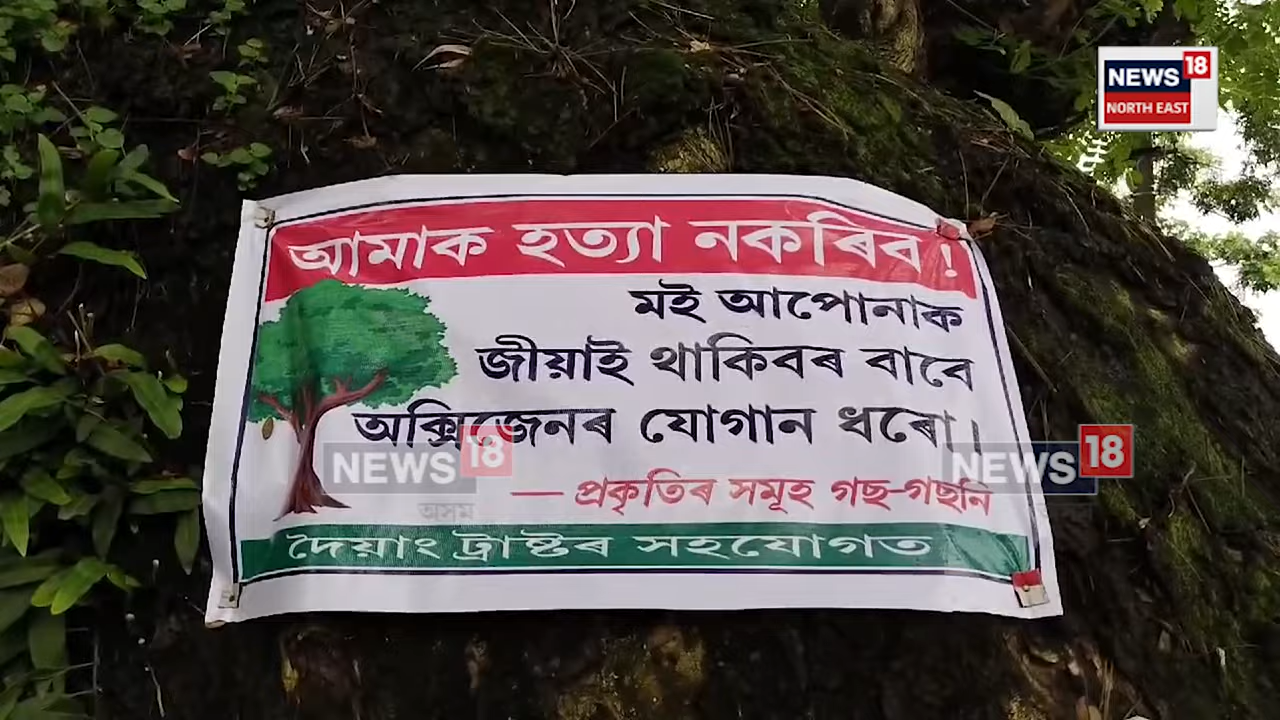 NEWS 18
NORTH EAST
আমাক হত্যা নকৰিব!
মই আপোনাক
জীয়াই থাকিবৰ বাবে
অক্সিজেনৰ যোগান ধৰো।
NEWS 18
NEWS 18
— প্ৰকৃতিৰ সমূহ গছ-গছনি
অসম
দৈয়াং ট্ৰাষ্টৰ সহযোগত